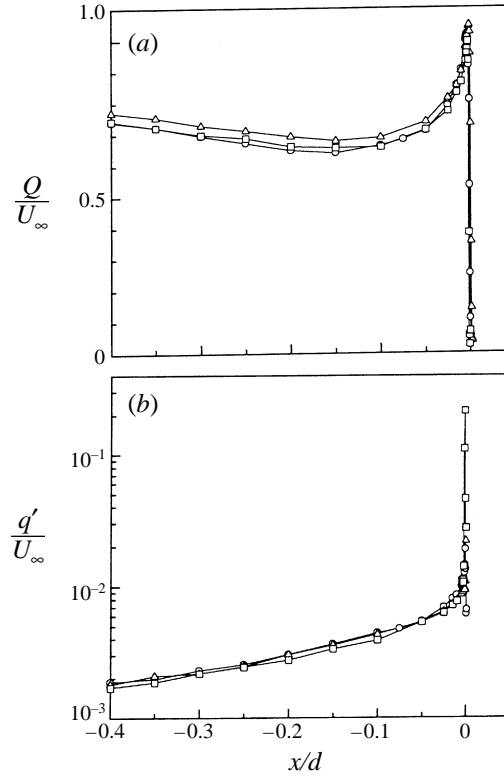 1.0
(a)
Q
U∞
0.5
0
(b)
10⁻¹
q′
U∞
10⁻²
10⁻³
−0.4
−0.3
−0.2
−0.1
0
x/d